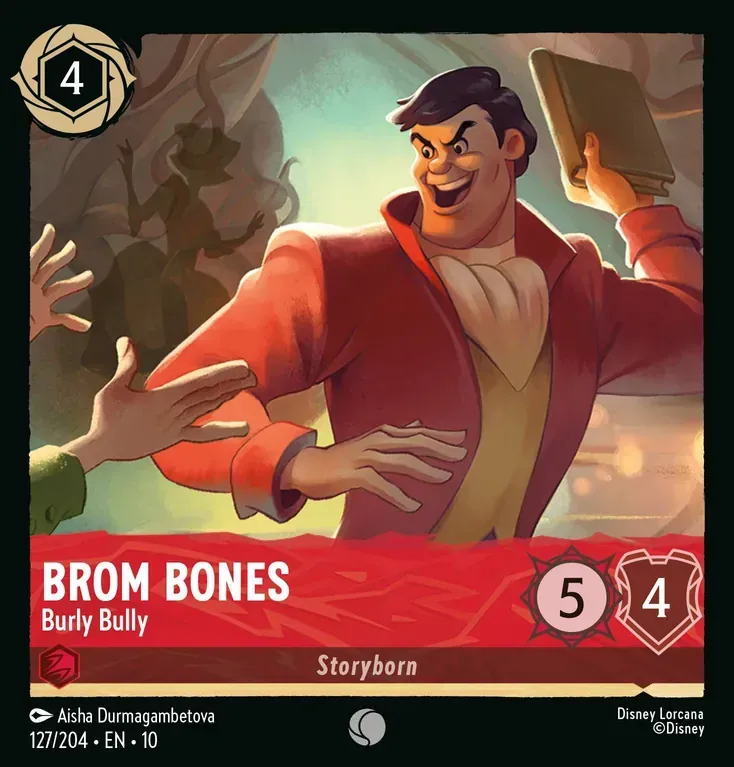 4
BROM BONES
Burly Bully
5
4
Storyborn
Aisha Durmagambetova
127/204 • EN • 10
Disney Lorcana
©Disney